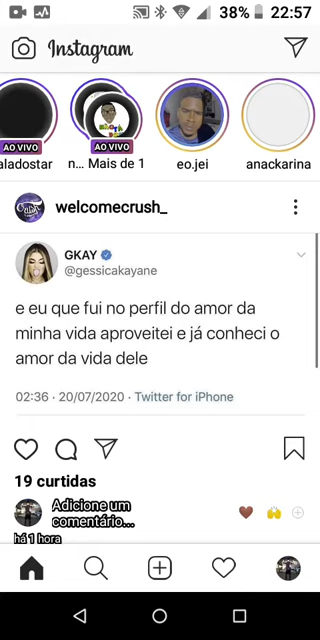 38% 22:57
Instagram
AO VIVO
AO VIVO
aladostar
n... Mais de 1
eo.jei
anackarina
welcomecrush_
GKAY
@gessicakayane
e eu que fui no perfil do amor da
minha vida aproveitei e já conheci o
amor da vida dele
02:36 · 20/07/2020 · Twitter for iPhone
19 curtidas
Adicione um
comentário...
há 1 hora